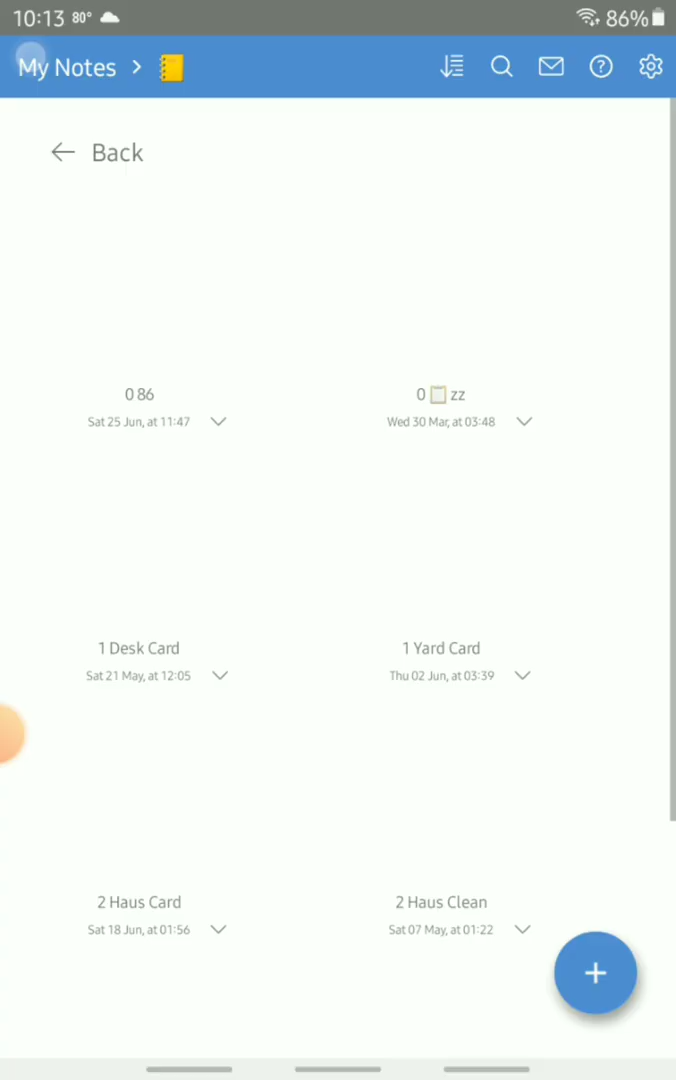 10:13 80° 86%
My Notes >
Back
0 86
Sat 25 Jun, at 11:47
0 📋 zz
Wed 30 Mar, at 03:48
1 Desk Card
Sat 21 May, at 12:05
1 Yard Card
Thu 02 Jun, at 03:39
2 Haus Card
Sat 18 Jun, at 01:56
2 Haus Clean
Sat 07 May, at 01:22